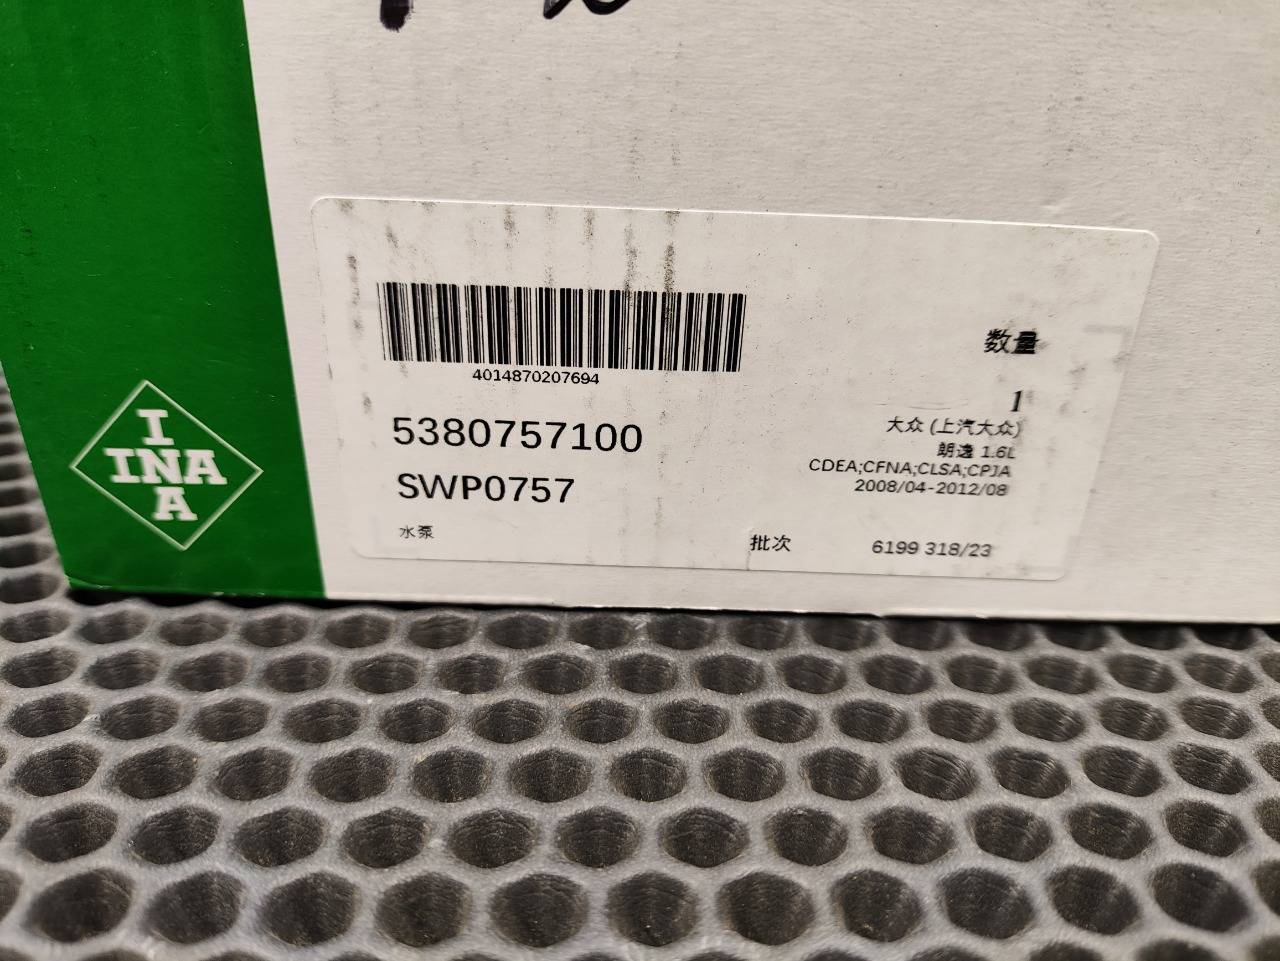 I
INA
A
4014870207694
5380757100
SWP0757
水泵
数量
1
大众 (上汽大众)
朗逸 1.6L
CDEA;CFNA;CLSA;CPJA
2008/04-2012/08
批次 6199 318/23